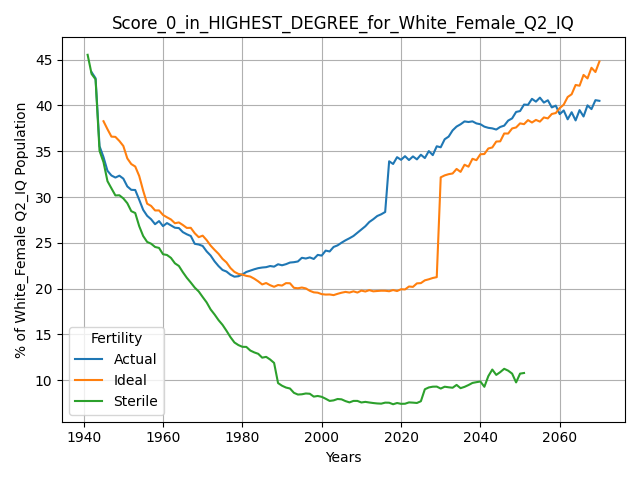 Score_0_in_HIGHEST_DEGREE_for_White_Female_Q2_IQ
% of White_Female Q2_IQ Population
45
40
35
30
25
20
15
10
Fertility
Actual
Ideal
Sterile
1940 1960 1980 2000 2020 2040 2060
Years